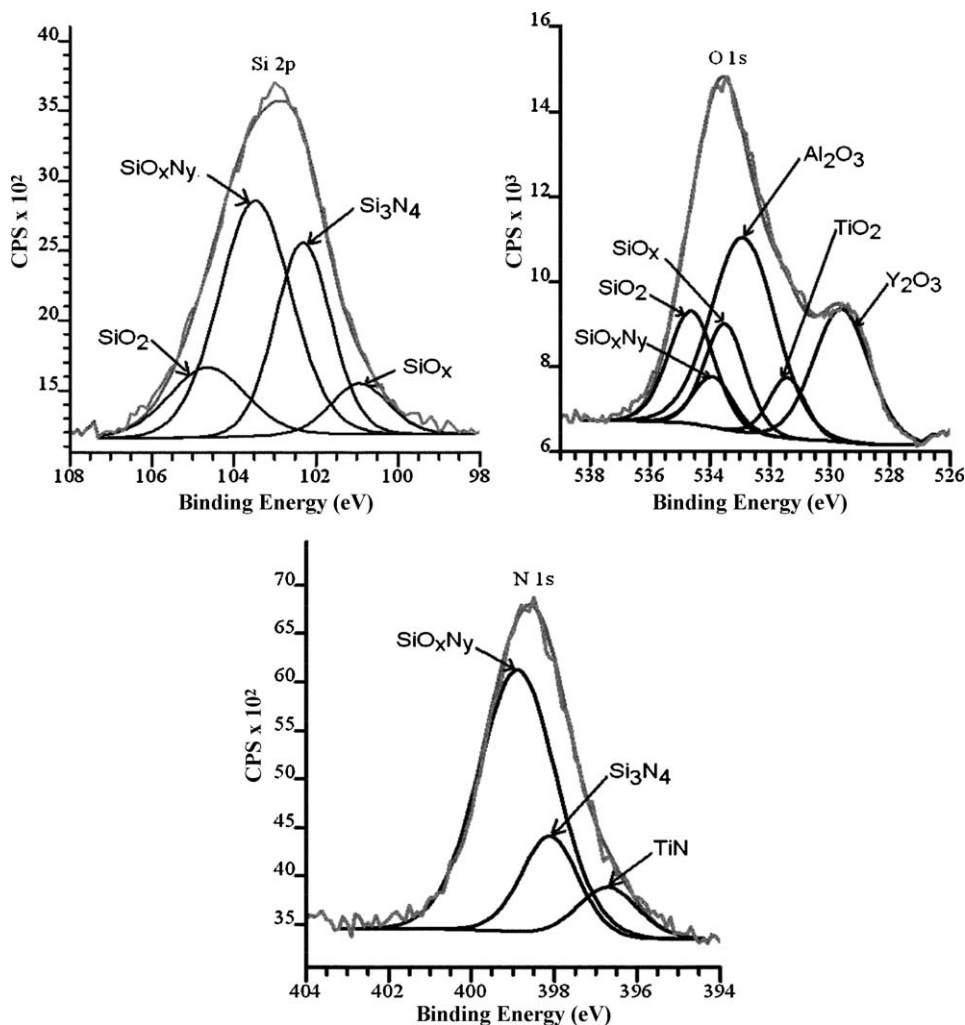 Si 2p
CPS x 10²
40
35
30
25
20
15
SiOxNy
Si3N4
SiO2
SiOx
108 106 104 102 100 98
Binding Energy (eV)
O 1s
CPS x 10³
16
14
12
10
8
6
Al2O3
TiO2
SiOx
SiO2
Y2O3
SiOxNy
538 536 534 532 530 528 526
Binding Energy (eV)
N 1s
CPS x 10²
70
65
60
55
50
45
40
35
SiOxNy
Si3N4
TiN
404 402 400 398 396 394
Binding Energy (eV)